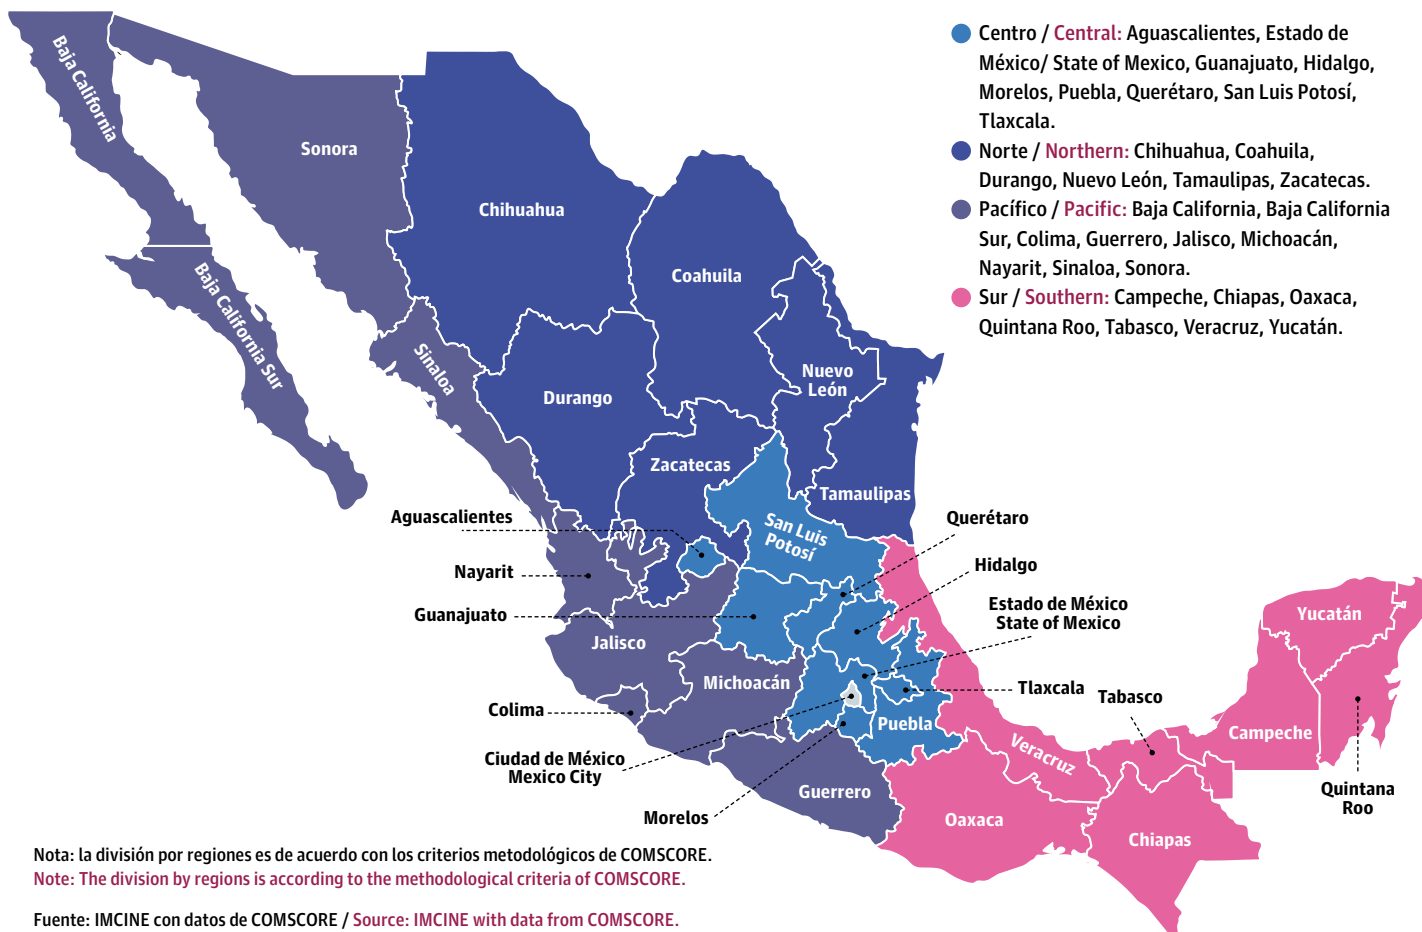 Centro / Central: Aguascalientes, Estado de
México/ State of Mexico, Guanajuato, Hidalgo,
Morelos, Puebla, Querétaro, San Luis Potosí,
Tlaxcala.
Norte / Northern: Chihuahua, Coahuila,
Durango, Nuevo León, Tamaulipas, Zacatecas.
Pacífico / Pacific: Baja California, Baja California
Sur, Colima, Guerrero, Jalisco, Michoacán,
Nayarit, Sinaloa, Sonora.
Sur / Southern: Campeche, Chiapas, Oaxaca,
Quintana Roo, Tabasco, Veracruz, Yucatán.
Baja California
Sonora
Chihuahua
Coahuila
Baja California Sur
Sinaloa
Nuevo
León
Durango
Zacatecas
Tamaulipas
Aguascalientes
San Luis
Potosí
Querétaro
Nayarit
Hidalgo
Guanajuato
Estado de México
State of Mexico
Jalisco
Yucatán
Michoacán
Tlaxcala
Tabasco
Colima
Puebla
Campeche
Ciudad de México
Mexico City
Veracruz
Quintana
Roo
Guerrero
Morelos
Oaxaca
Chiapas
Nota: la división por regiones es de acuerdo con los criterios metodológicos de COMSCORE.
Note: The division by regions is according to the methodological criteria of COMSCORE.
Fuente: IMCINE con datos de COMSCORE / Source: IMCINE with data from COMSCORE.